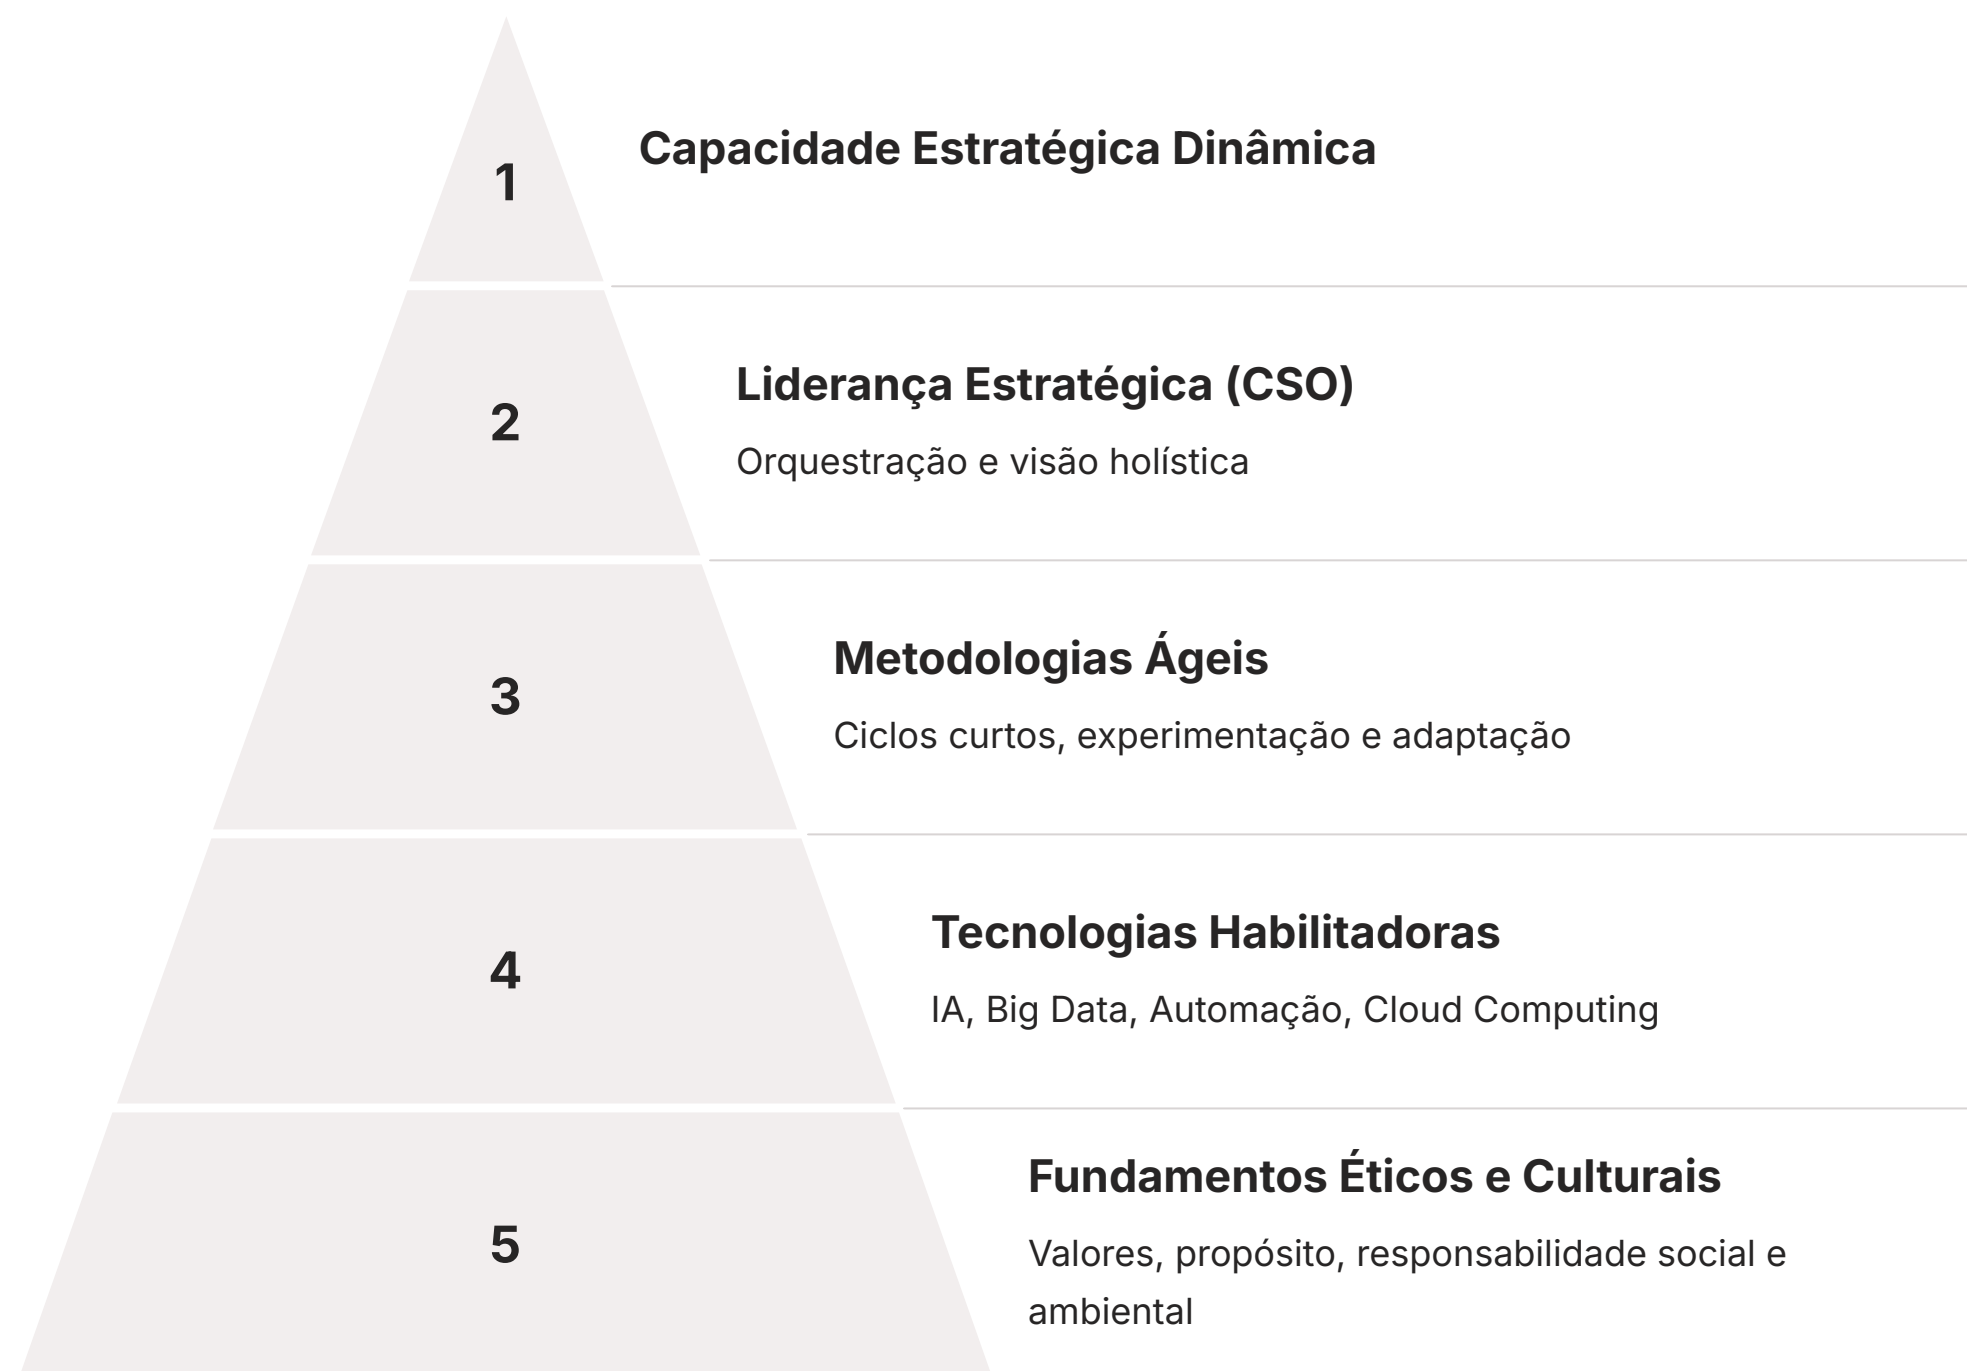 1
Capacidade Estratégica Dinâmica
2
Liderança Estratégica (CSO)
Orquestração e visão holística
3
Metodologias Ágeis
Ciclos curtos, experimentação e adaptação
4
Tecnologias Habilitadoras
IA, Big Data, Automação, Cloud Computing
5
Fundamentos Éticos e Culturais
Valores, propósito, responsabilidade social e
ambiental